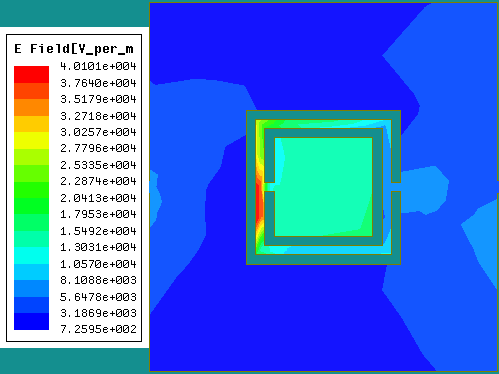 E Field[V_per_m
4.0101e+004
3.7640e+004
3.5179e+004
3.2718e+004
3.0257e+004
2.7796e+004
2.5335e+004
2.2874e+004
2.0413e+004
1.7953e+004
1.5492e+004
1.3031e+004
1.0570e+004
8.1088e+003
5.6478e+003
3.1869e+003
7.2595e+002